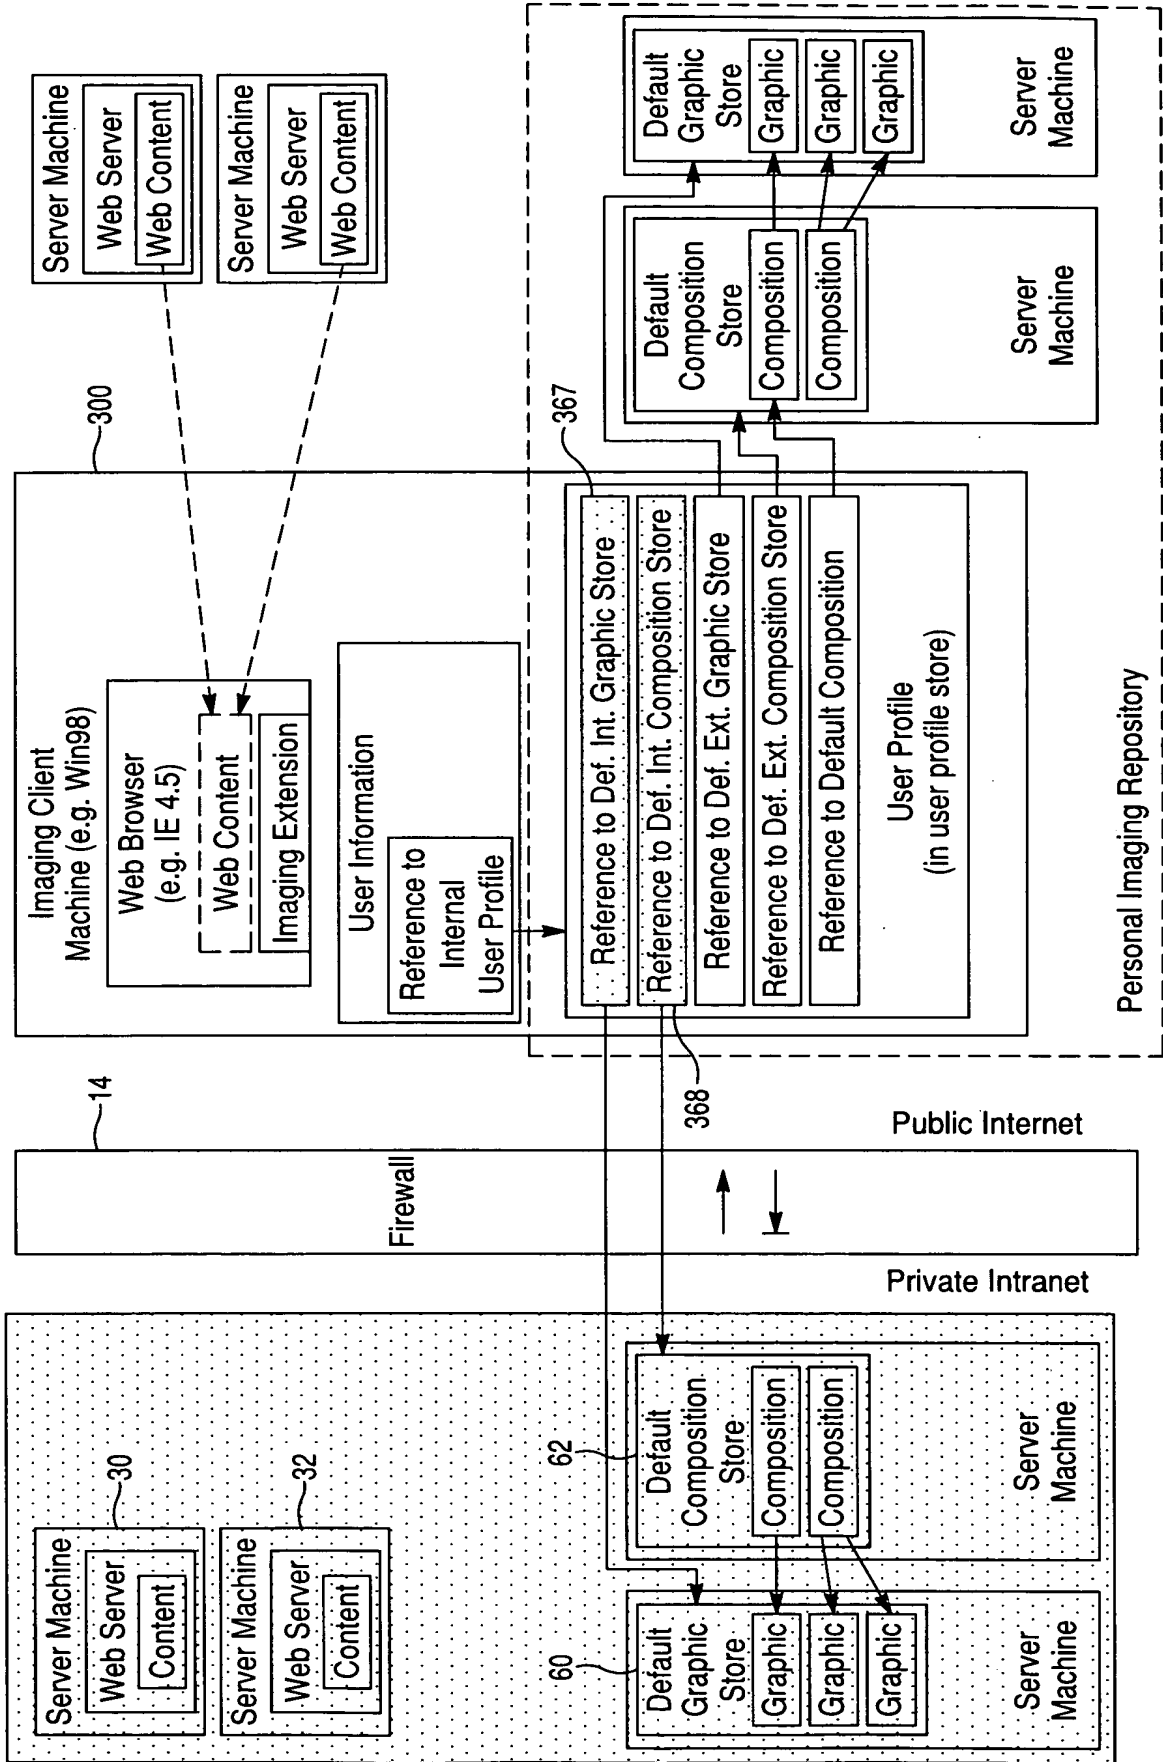 30
Server Machine
Web Server
Content
32
Server Machine
Web Server
Content
60
Default
Graphic
Store
Graphic
Graphic
Graphic
Server
Machine
62
Default
Composition
Store
Composition
Composition
Server
Machine
Private Intranet
14
Firewall
Public Internet
300
Imaging Client
Machine (e.g. Win98)
Web Browser
(e.g. IE 4.5)
Web Content
Imaging Extension
User Information
Reference to
Internal
User Profile
367
Reference to Def. Int. Graphic Store
Reference to Def. Int. Composition Store
368
Reference to Def. Ext. Graphic Store
Reference to Def. Ext. Composition Store
Reference to Default Composition
User Profile
(in user profile store)
Personal Imaging Repository
Server Machine
Web Server
Web Content
Server Machine
Web Server
Web Content
Default
Composition
Store
Composition
Composition
Server
Machine
Default
Graphic
Store
Graphic
Graphic
Graphic
Server
Machine